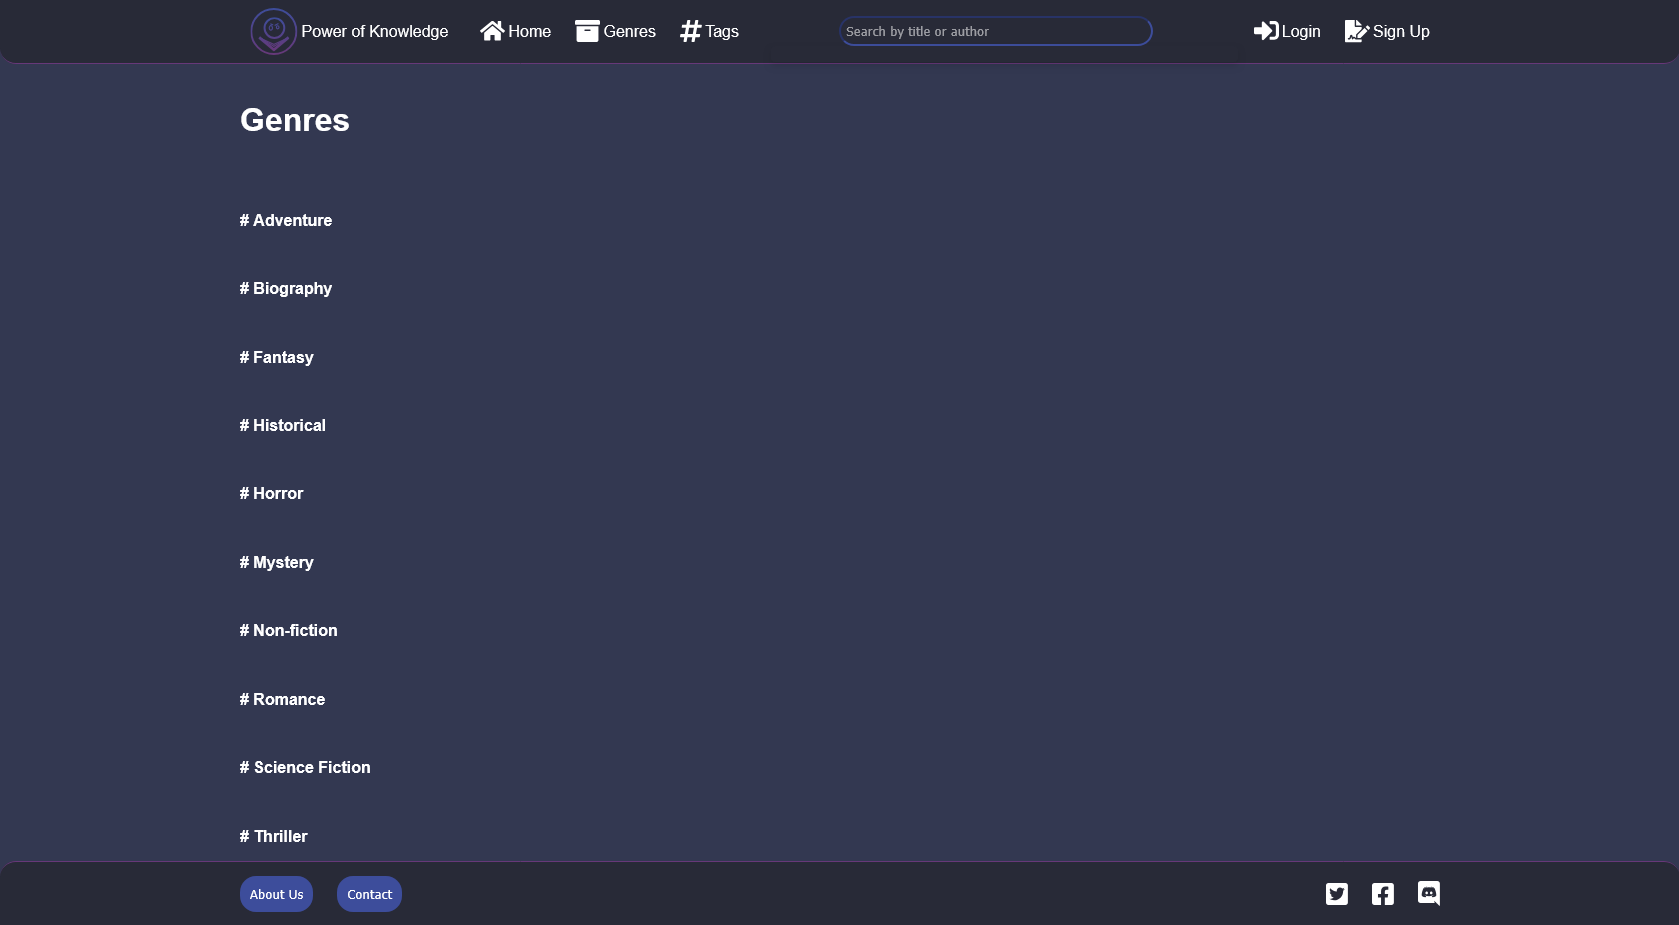 Power of Knowledge Home Genres Tags Search by title or author Login Sign Up
Genres
# Adventure
# Biography
# Fantasy
# Historical
# Horror
# Mystery
# Non-fiction
# Romance
# Science Fiction
# Thriller
About Us Contact